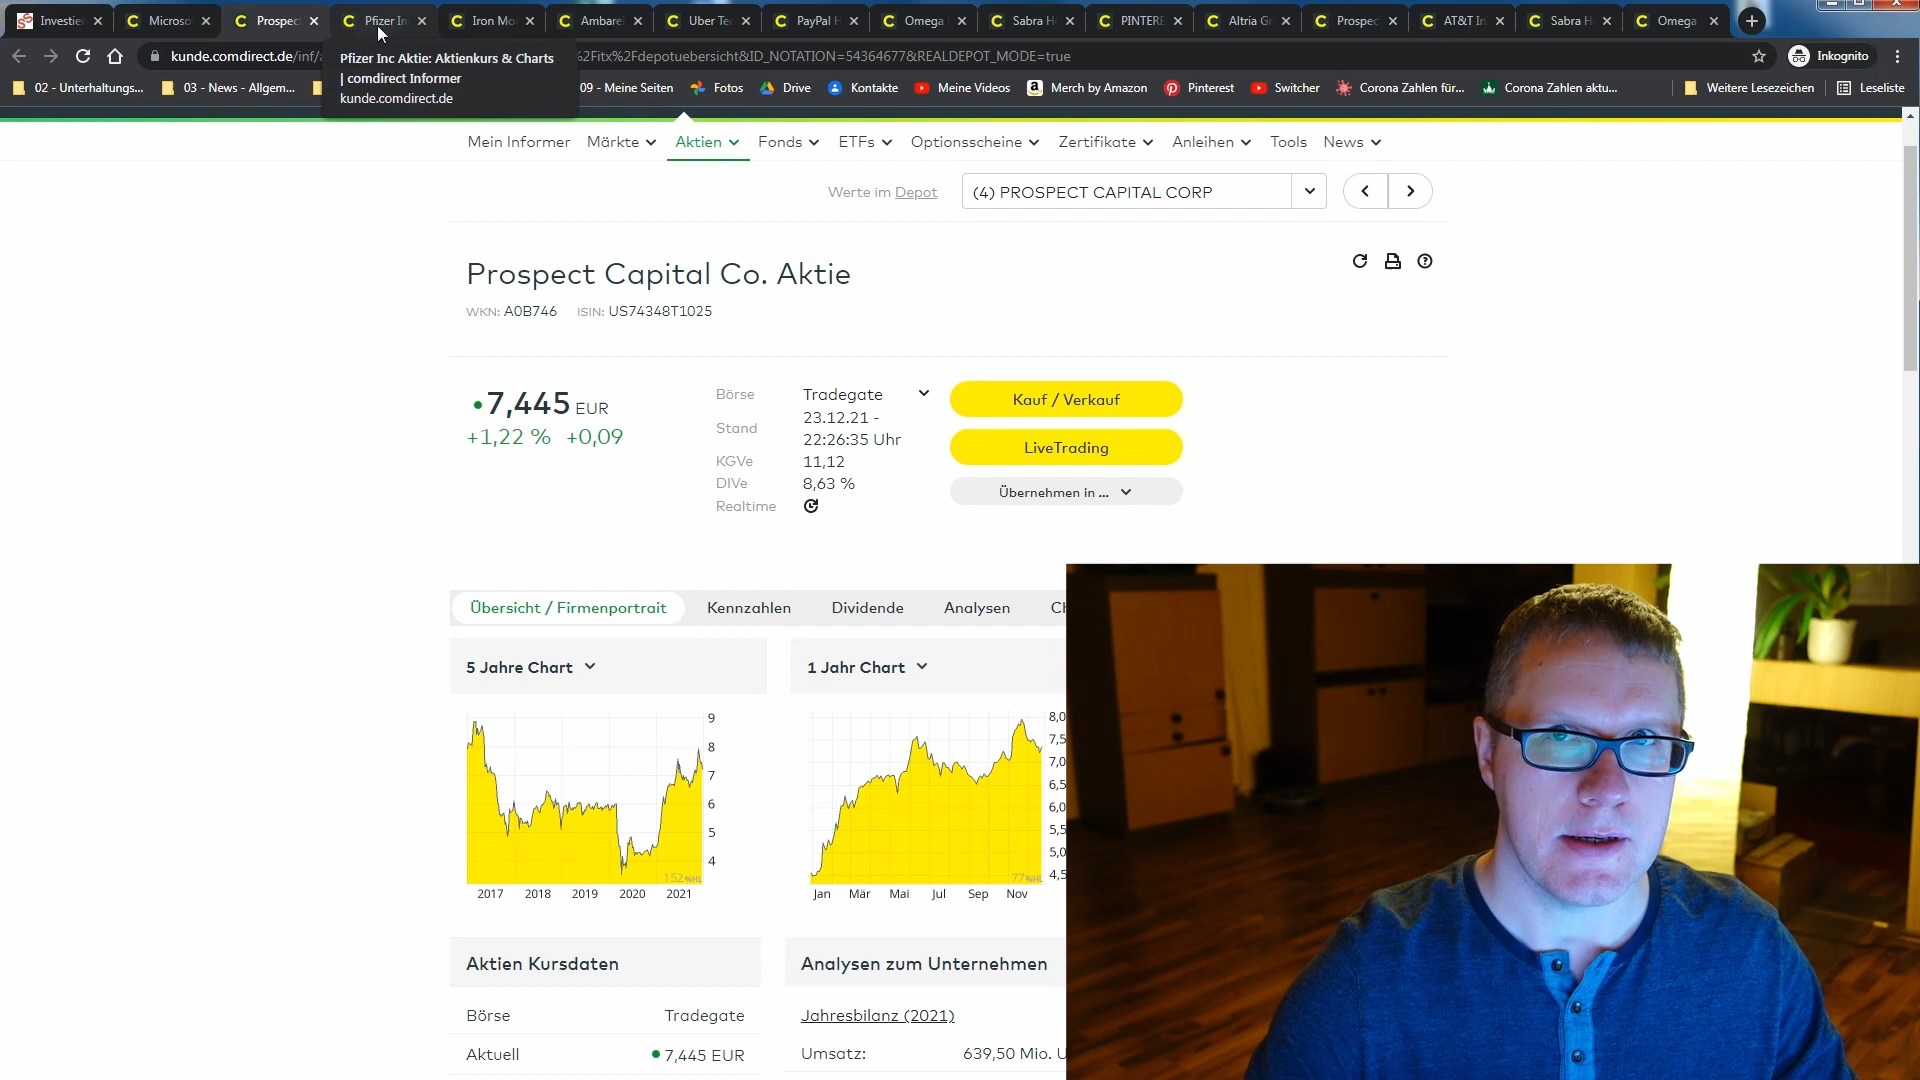 Investie
Microso
Prospec
Pfizer In
Iron Mo
Ambarel
Uber Tec
PayPal H
Omega
Sabra He
PINTERE
Altria Gr
Prospec
AT&T In
Sabra He
Omega
kunde.comdirect.de/inf/a
%2Fitx%2Fdepotuebersicht&ID_NOTATION=54364677&REALDEPOT_MODE=true
Inkognito
Pfizer Inc Aktie: Aktienkurs & Charts
| comdirect Informer
kunde.comdirect.de
02 - Unterhaltungs...
03 - News - Allgem...
09 - Meine Seiten
Fotos
Drive
Kontakte
Meine Videos
Merch by Amazon
Pinterest
Switcher
Corona Zahlen für...
Corona Zahlen aktu...
Weitere Lesezeichen
Leseliste
Mein Informer
Märkte
Aktien
Fonds
ETFs
Optionsscheine
Zertifikate
Anleihen
Tools
News
Werte im Depot
(4) PROSPECT CAPITAL CORP
Prospect Capital Co. Aktie
WKN: A0B746 ISIN: US74348T1025
7,445 EUR
+1,22 % +0,09
Börse Tradegate
Stand 23.12.21 -
22:26:35 Uhr
KGVe 11,12
DIVe 8,63 %
Realtime
Kauf / Verkauf
LiveTrading
Übernehmen in ...
Übersicht / Firmenportrait
Kennzahlen
Dividende
Analysen
Ch
5 Jahre Chart
9
8
7
6
5
4
2017 2018 2019 2020 2021
1 Jahr Chart
8,0
7,5
7,0
6,5
6,0
5,5
5,0
4,5
Jan Mär Mai Jul Sep Nov
Aktien Kursdaten
Börse Tradegate
Aktuell 7,445 EUR
Analysen zum Unternehmen
Jahresbilanz (2021)
Umsatz: 639,50 Mio. U